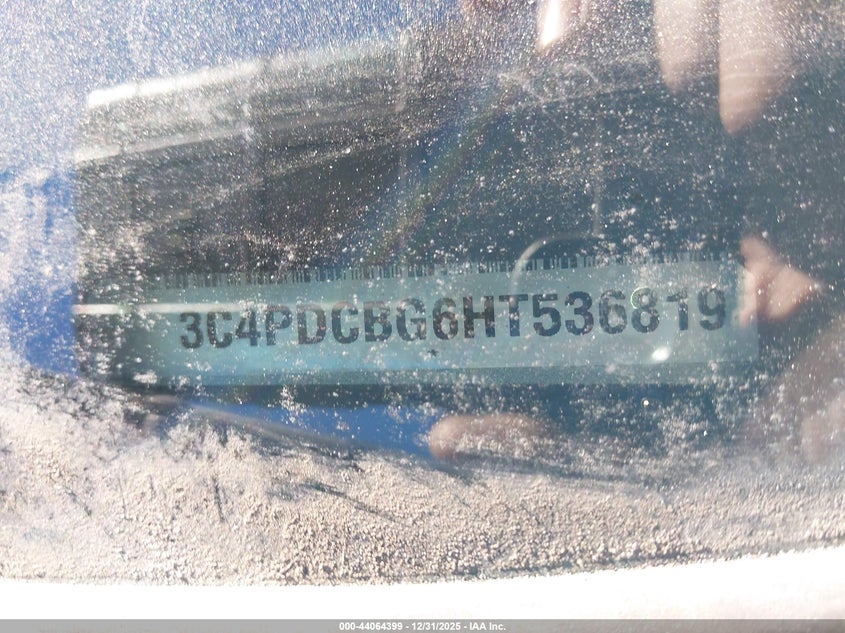 3C4PDCBG6HT536819
000-44064399 | 12/31/2025 - IAA Inc.